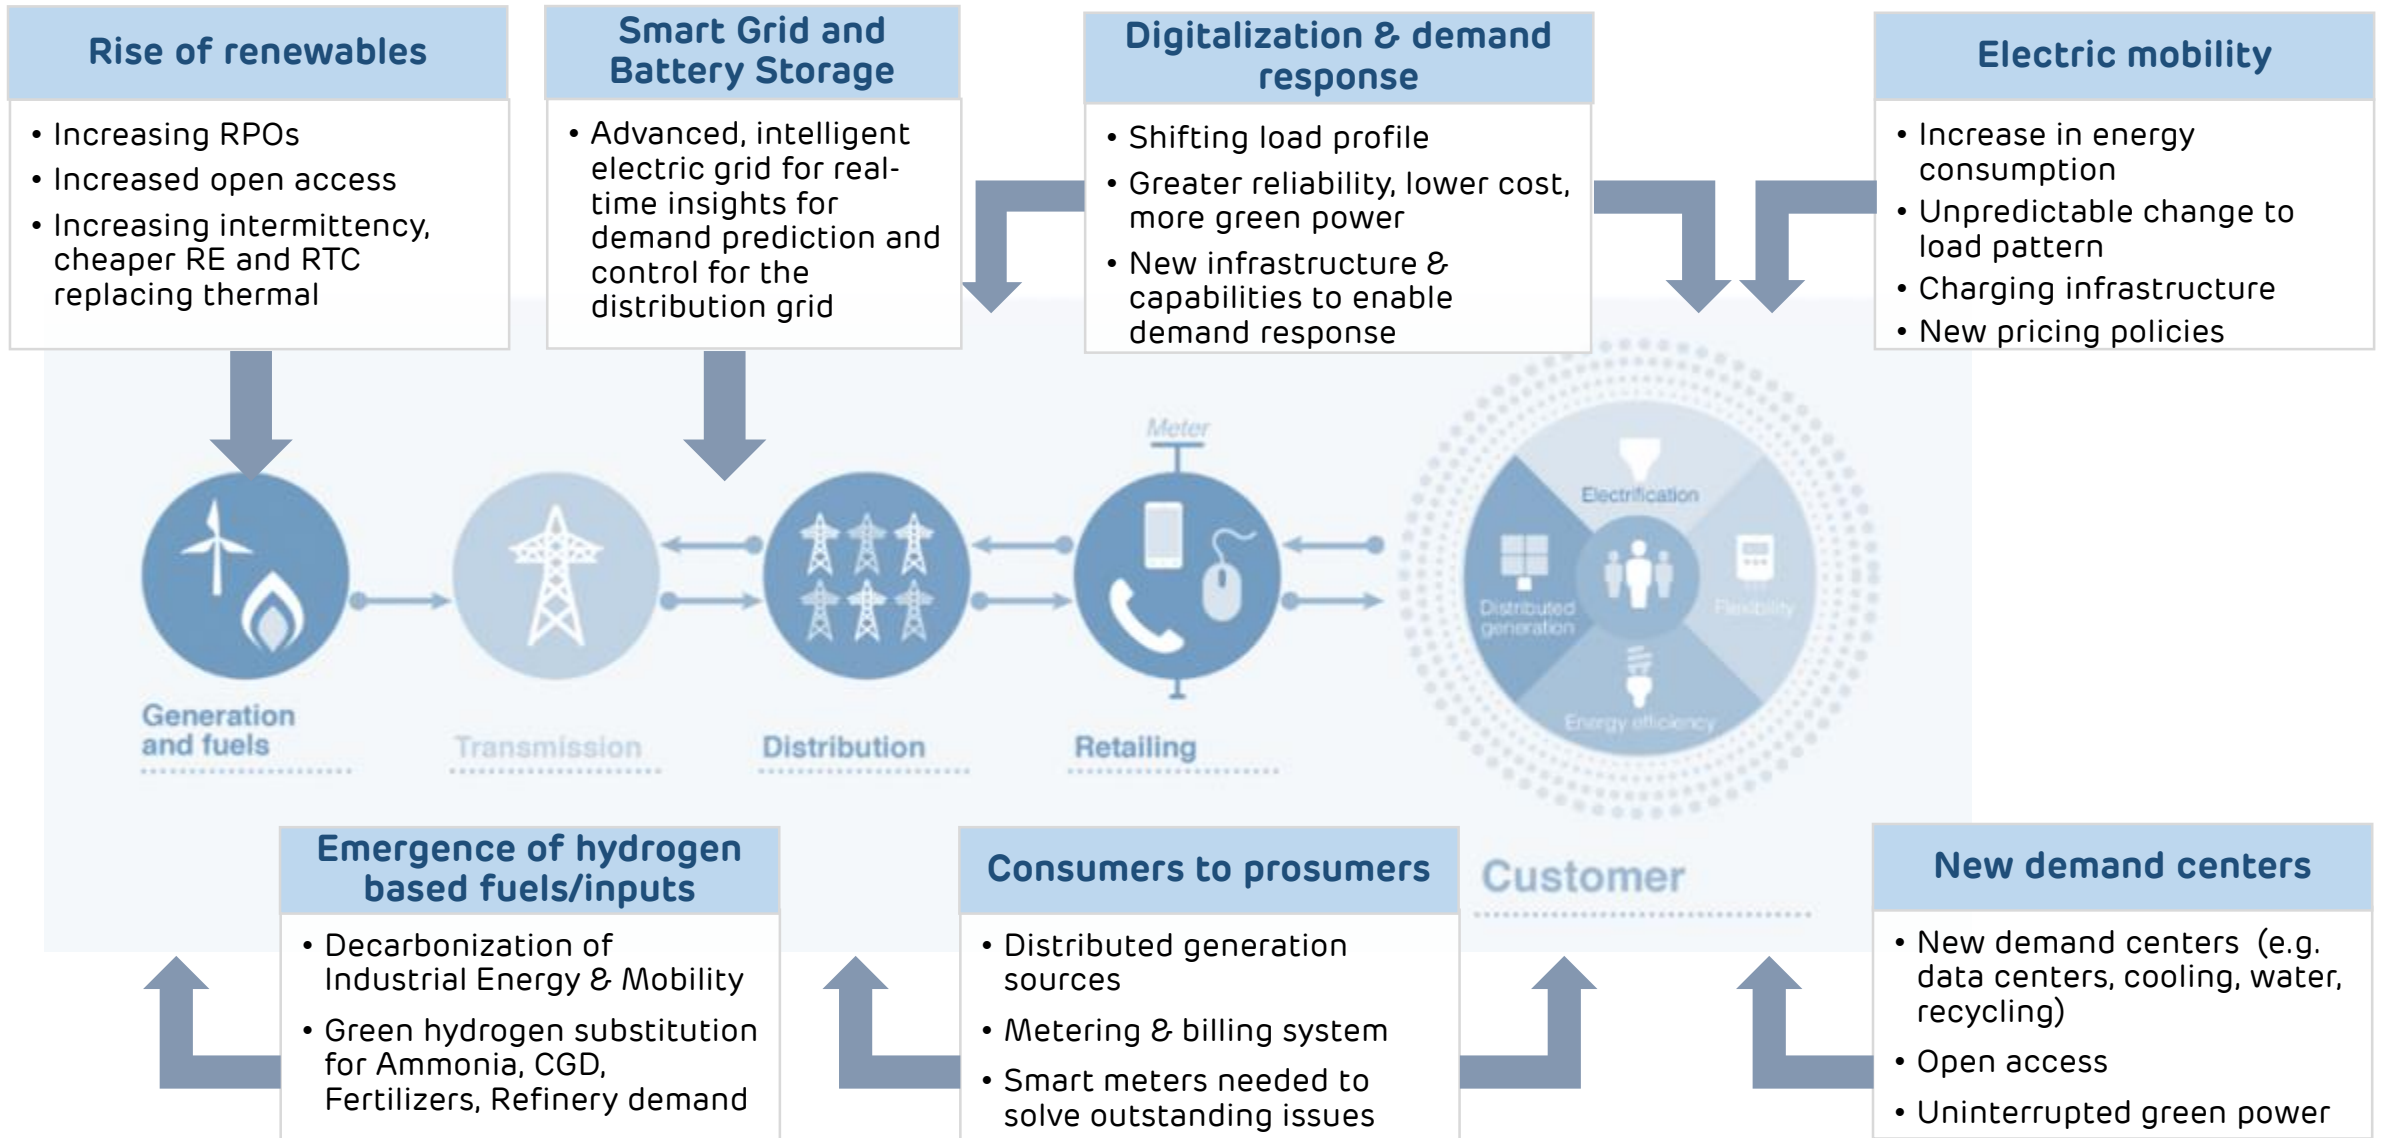 Rise of renewables
• Increasing RPOs
• Increased open access
• Increasing intermittency,
cheaper RE and RTC
replacing thermal
Smart Grid and
Battery Storage
• Advanced, intelligent
electric grid for real-
time insights for
demand prediction and
control for the
distribution grid
Digitalization & demand
response
• Shifting load profile
• Greater reliability, lower cost,
more green power
• New infrastructure &
capabilities to enable
demand response
Electric mobility
• Increase in energy
consumption
• Unpredictable change to
load pattern
• Charging infrastructure
• New pricing policies
Meter
Electrification
Distributed
generation
Flexibility
Energy efficiency
Generation
and fuels
Transmission
Distribution
Retailing
Customer
Emergence of hydrogen
based fuels/inputs
• Decarbonization of
Industrial Energy & Mobility
• Green hydrogen substitution
for Ammonia, CGD,
Fertilizers, Refinery demand
Consumers to prosumers
• Distributed generation
sources
• Metering & billing system
• Smart meters needed to
solve outstanding issues
New demand centers
• New demand centers (e.g.
data centers, cooling, water,
recycling)
• Open access
• Uninterrupted green power